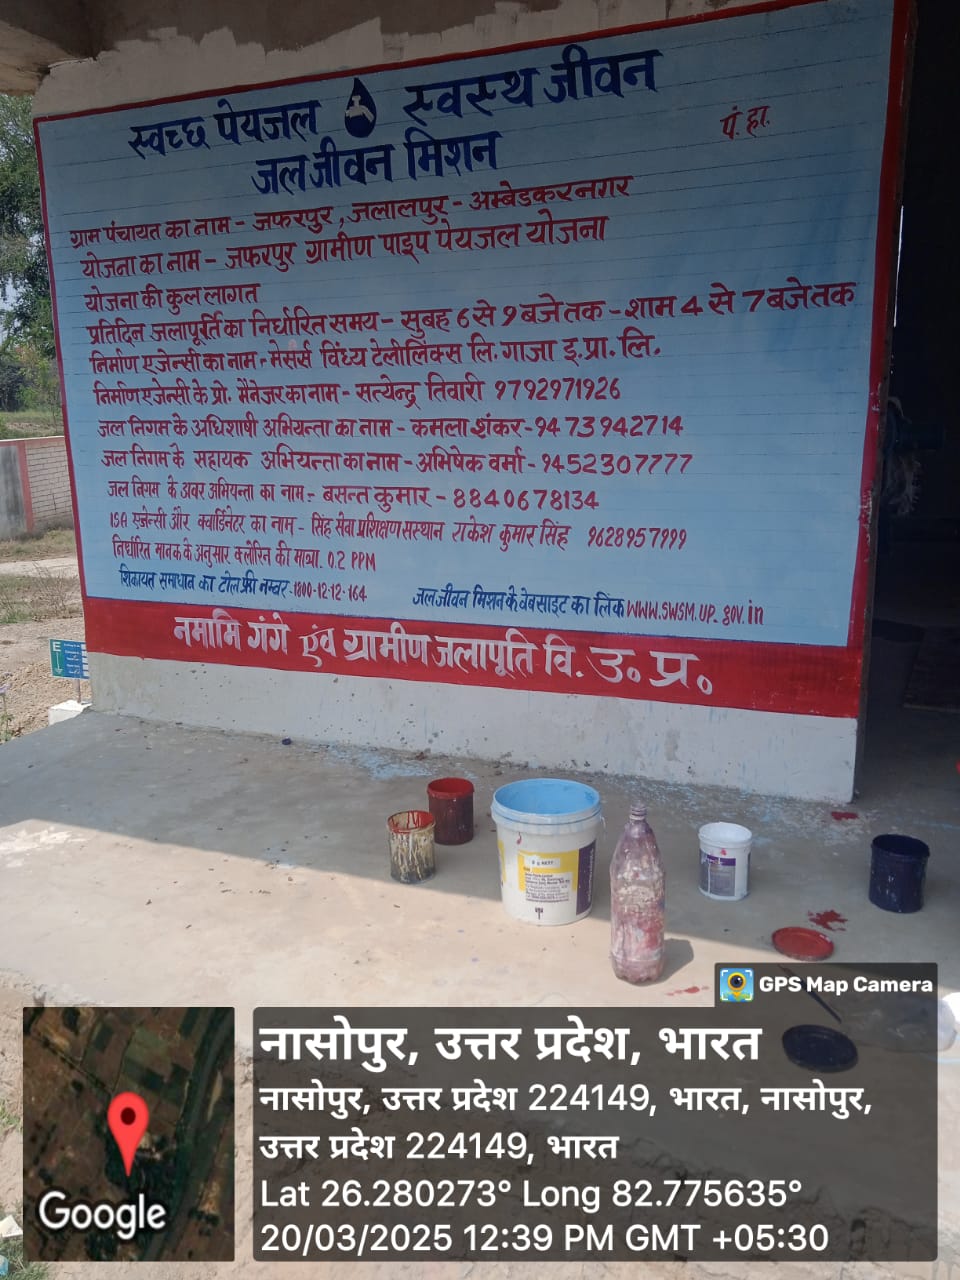 स्वच्छ पेयजल स्वस्थ जीवन
पं. हा.
जल जीवन मिशन
ग्राम पंचायत का नाम - जफरपुर, जलालपुर - अम्बेडकरनगर
योजना का नाम - जफरपुर ग्रामीण पाइप पेयजल योजना
योजना की कुल लागत
प्रतिदिन जलापूर्ति का निर्धारित समय - सुबह 6 से 9 बजे तक - शाम 4 से 7 बजे तक
निर्माण एजेन्सी का नाम - मेसर्स विंध्य टेलीलिंक्स लि. गाजा इ. प्रा. लि.
निर्माण एजेन्सी के प्रो. मैनेजर का नाम - सत्येन्द्र तिवारी 9792971926
जल निगम के अधिशाषी अभियन्ता का नाम - कमला शंकर - 9473942714
जल निगम के सहायक अभियन्ता का नाम - अभिषेक वर्मा - 9452307777
जल निगम के अवर अभियन्ता का नाम :- बसन्त कुमार - 8840678134
ISA एजेन्सी और क्वार्डिनेटर का नाम - सिंह सेवा प्रशिक्षण संस्थान राकेश कुमार सिंह 9628957999
निर्धारित मानक के अनुसार क्लोरिन की मात्रा. 0.2 PPM
शिकायत समाधान का टोल फ्री नम्बर :- 1800-12-12-164
जल जीवन मिशन के वेबसाइट का लिंक www.swsm.up.gov.in
नमामि गंगे एंव ग्रामीण जलापूर्ति वि. उ. प्र.
GPS Map Camera
नासोपुर, उत्तर प्रदेश, भारत
नासोपुर, उत्तर प्रदेश 224149, भारत, नासोपुर,
उत्तर प्रदेश 224149, भारत
Lat 26.280273° Long 82.775635°
20/03/2025 12:39 PM GMT +05:30
Google